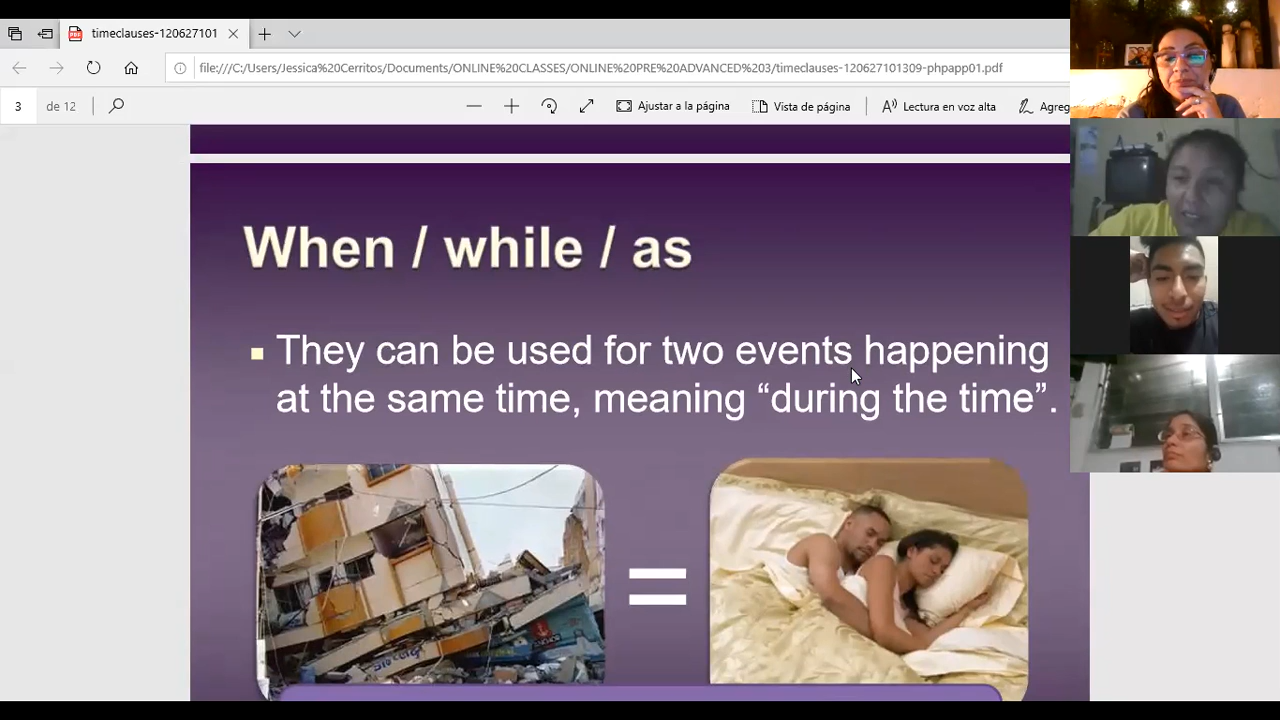 timeclauses-120627101
file:///C:/Users/Jessica%20Cerritos/Documents/ONLINE%20CLASSES/ONLINE%20PRE%20ADVANCED%203/timeclauses-120627101309-phpapp01.pdf
3 de 12 Ajustar a la página Vista de página Lectura en voz alta Agreg
When / while / as
They can be used for two events happening
at the same time, meaning “during the time”.